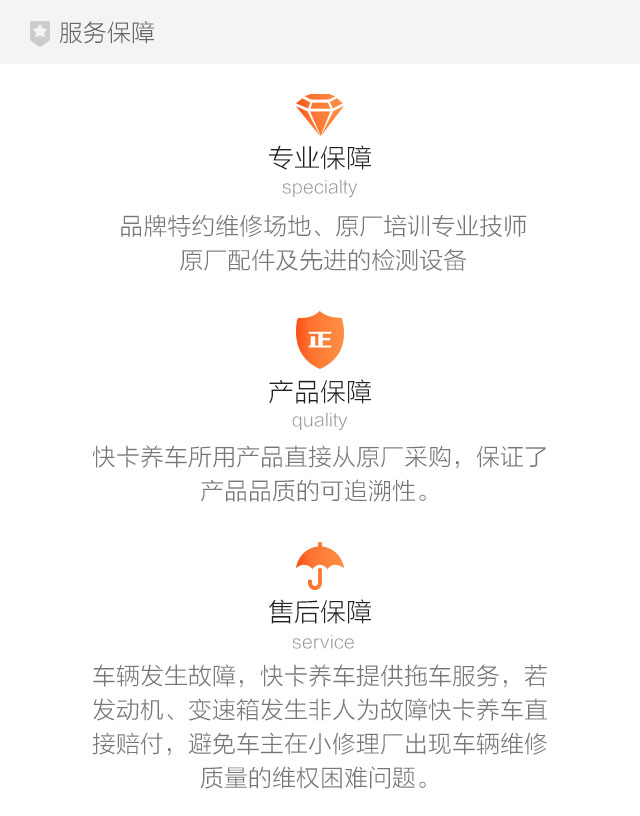 服务保障
专业保障
specialty
品牌特约维修场地、原厂培训专业技师
原厂配件及先进的检测设备
正
产品保障
quality
快卡养车所用产品直接从原厂采购，保证了
产品品质的可追溯性。
售后保障
service
车辆发生故障，快卡养车提供拖车服务，若
发动机、变速箱发生非人为故障快卡养车直
接赔付，避免车主在小修理厂出现车辆维修
质量的维权困难问题。